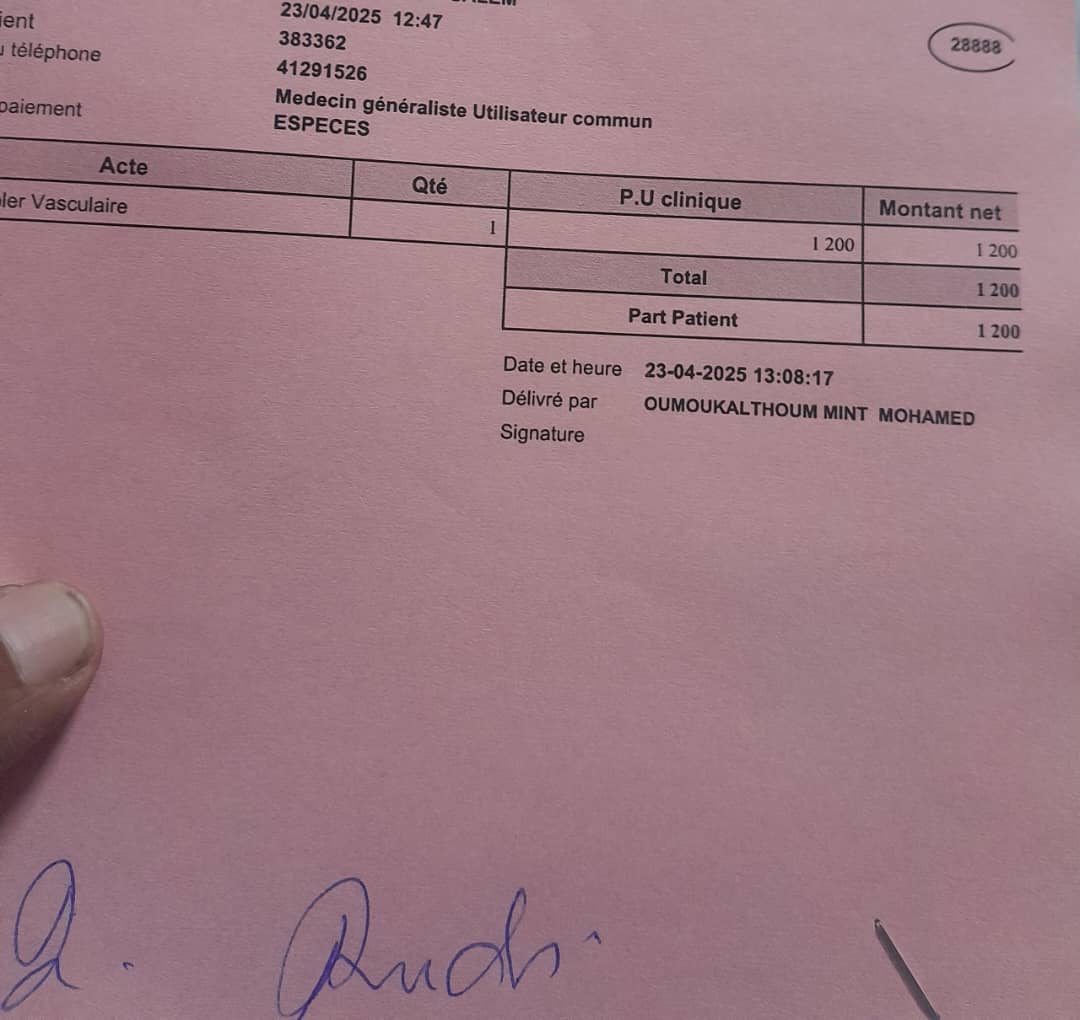 23/04/2025 12:47
28888
ient
383362
u téléphone
41291526
Medecin généraliste Utilisateur commun
paiement
ESPECES
Acte Qté P.U clinique Montant net
ler Vasculaire 1 1 200 1 200
Total 1 200
Part Patient 1 200
Date et heure 23-04-2025 13:08:17
Délivré par OUMOUKALTHOUM MINT MOHAMED
Signature